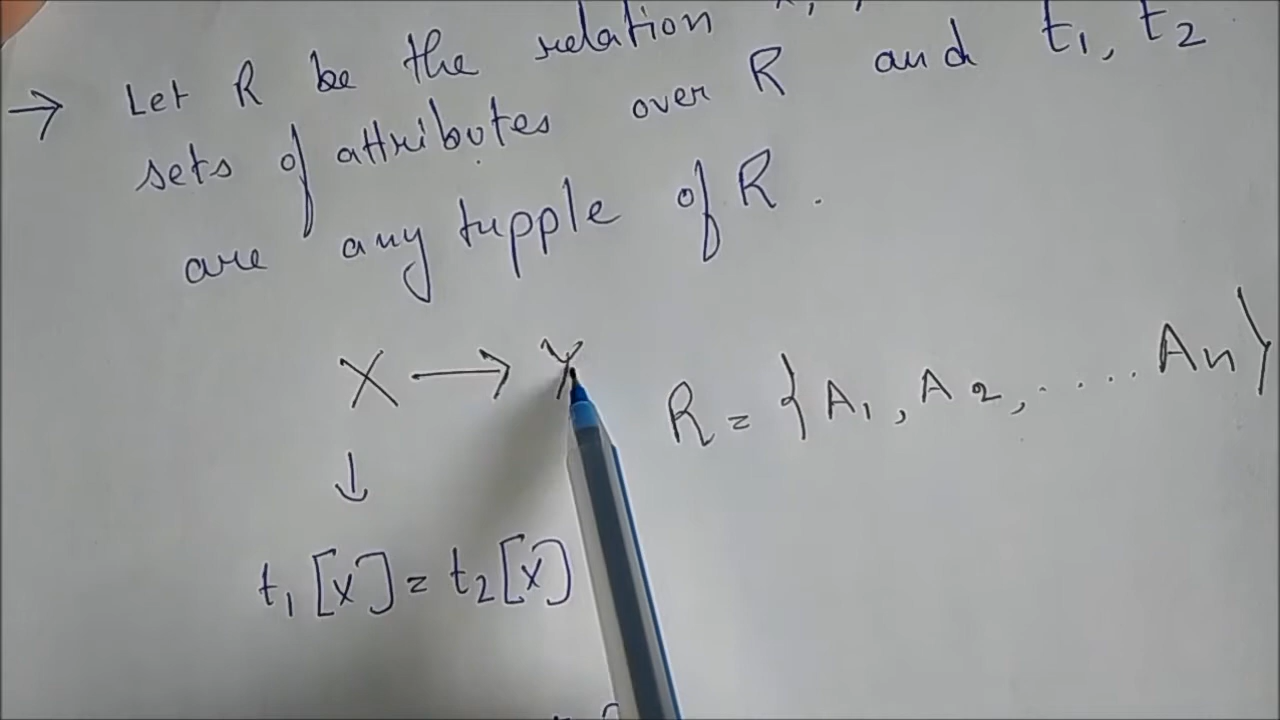 → Let R be the relation
sets of attributes over R and t1, t2
are any tupple of R.
X → Y
R = {A1, A2, .... An}
↓
t1[X] = t2[X]